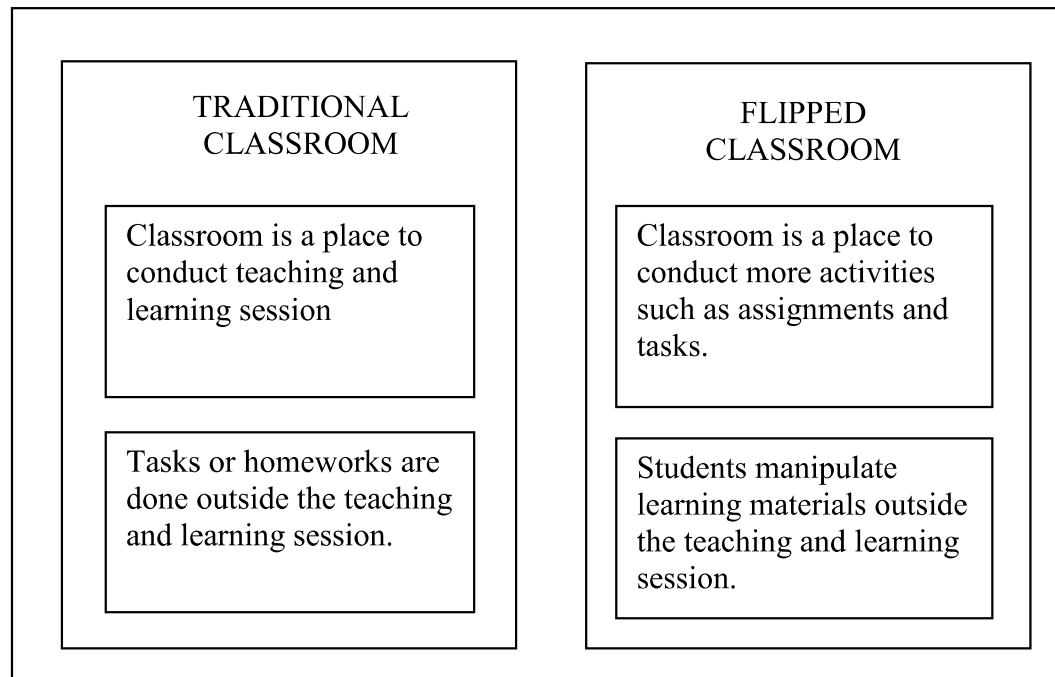 TRADITIONAL
CLASSROOM
Classroom is a place to
conduct teaching and
learning session
Tasks or homeworks are
done outside the teaching
and learning session.
FLIPPED
CLASSROOM
Classroom is a place to
conduct more activities
such as assignments and
tasks.
Students manipulate
learning materials outside
the teaching and learning
session.